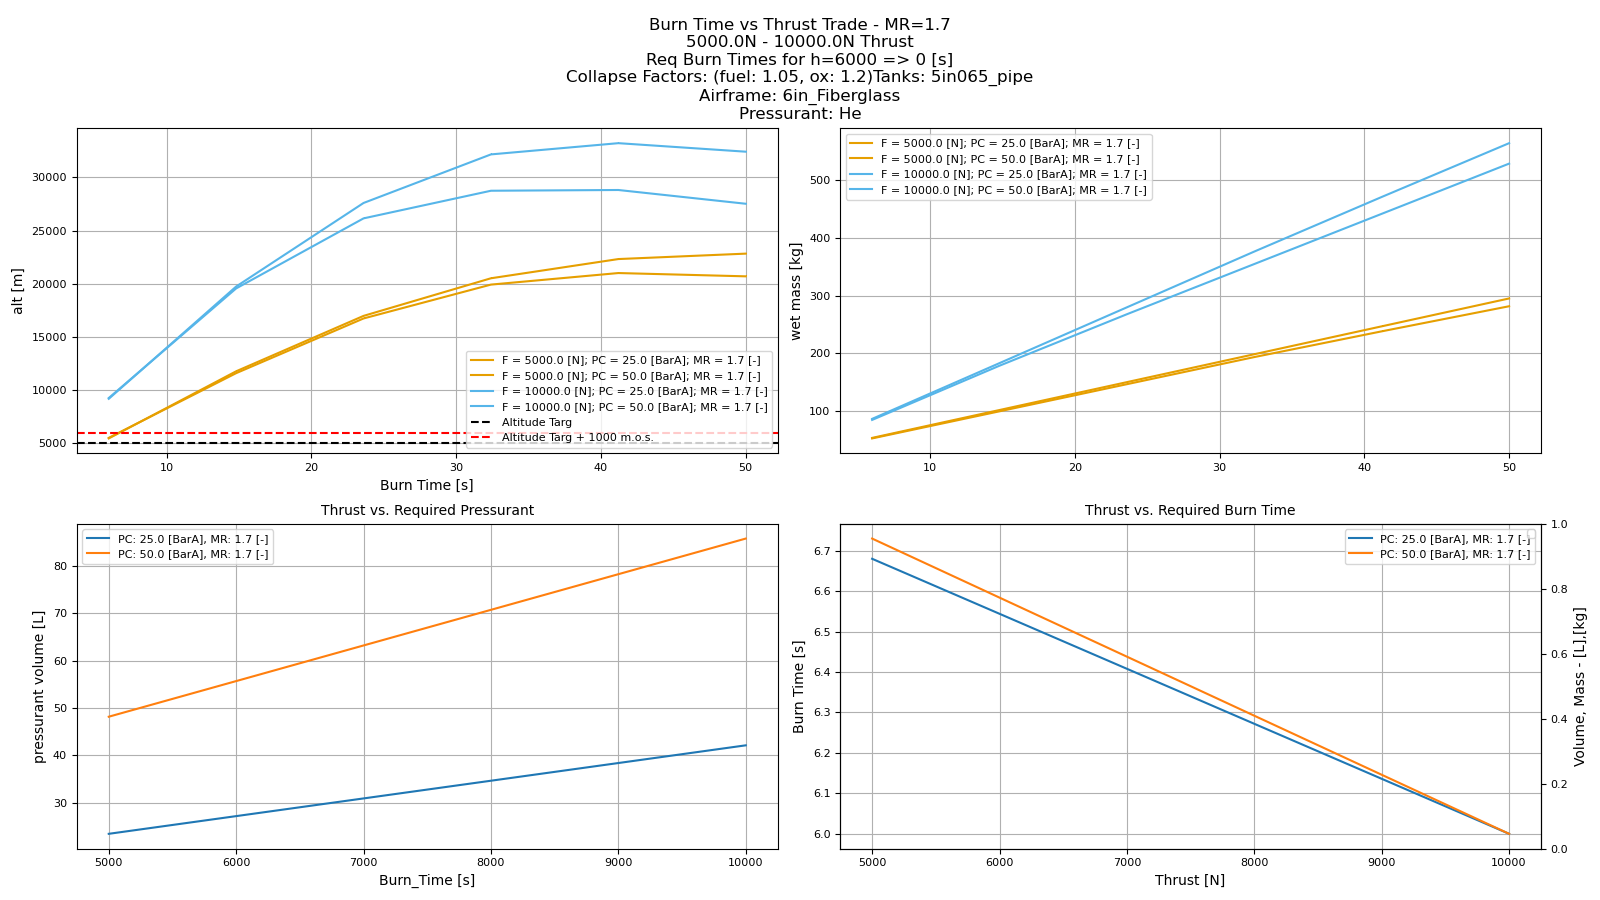 Burn Time vs Thrust Trade - MR=1.7
5000.0N - 10000.0N Thrust
Req Burn Times for h=6000 => 0 [s]
Collapse Factors: (fuel: 1.05, ox: 1.2)Tanks: 5in065_pipe
Airframe: 6in_Fiberglass
Pressurant: He
alt [m]
30000
25000
20000
15000
10000
5000
F = 5000.0 [N]; PC = 25.0 [BarA]; MR = 1.7 [-]
F = 5000.0 [N]; PC = 50.0 [BarA]; MR = 1.7 [-]
F = 10000.0 [N]; PC = 25.0 [BarA]; MR = 1.7 [-]
F = 10000.0 [N]; PC = 50.0 [BarA]; MR = 1.7 [-]
Altitude Targ
Altitude Targ + 1000 m.o.s.
10 20 30 40 50
Burn Time [s]
wet mass [kg]
500
400
300
200
100
F = 5000.0 [N]; PC = 25.0 [BarA]; MR = 1.7 [-]
F = 5000.0 [N]; PC = 50.0 [BarA]; MR = 1.7 [-]
F = 10000.0 [N]; PC = 25.0 [BarA]; MR = 1.7 [-]
F = 10000.0 [N]; PC = 50.0 [BarA]; MR = 1.7 [-]
10 20 30 40 50
Thrust vs. Required Pressurant
pressurant volume [L]
80
70
60
50
40
30
PC: 25.0 [BarA], MR: 1.7 [-]
PC: 50.0 [BarA], MR: 1.7 [-]
5000 6000 7000 8000 9000 10000
Burn_Time [s]
Thrust vs. Required Burn Time
Burn Time [s]
6.7
6.6
6.5
6.4
6.3
6.2
6.1
6.0
PC: 25.0 [BarA], MR: 1.7 [-]
PC: 50.0 [BarA], MR: 1.7 [-]
1.0
0.8
0.6
0.4
0.2
0.0
Volume, Mass - [L],[kg]
5000 6000 7000 8000 9000 10000
Thrust [N]